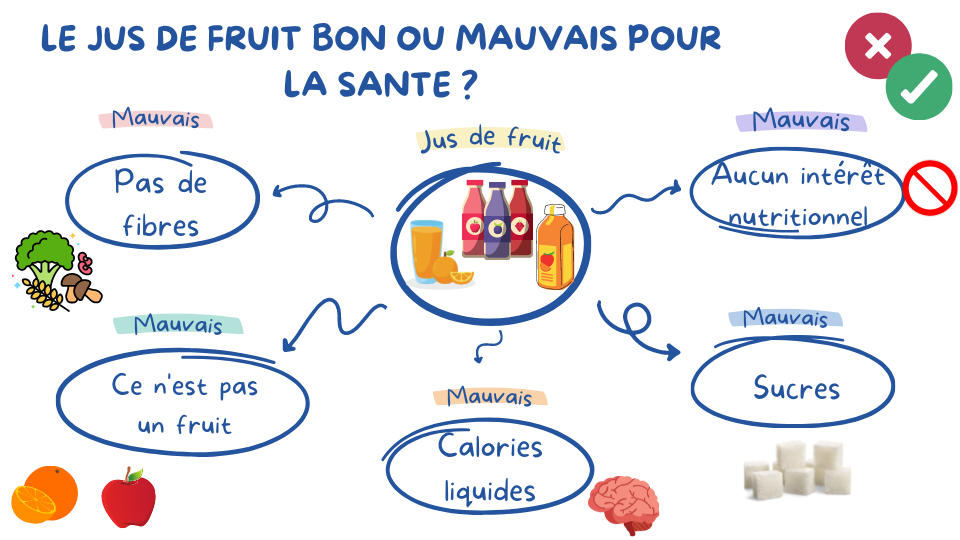 LE JUS DE FRUIT BON OU MAUVAIS POUR
LA SANTE ?
Mauvais
Pas de
fibres
Jus de fruit
Mauvais
Aucun intérêt
nutritionnel
Mauvais
Ce n'est pas
un fruit
Mauvais
Calories
liquides
Mauvais
Sucres